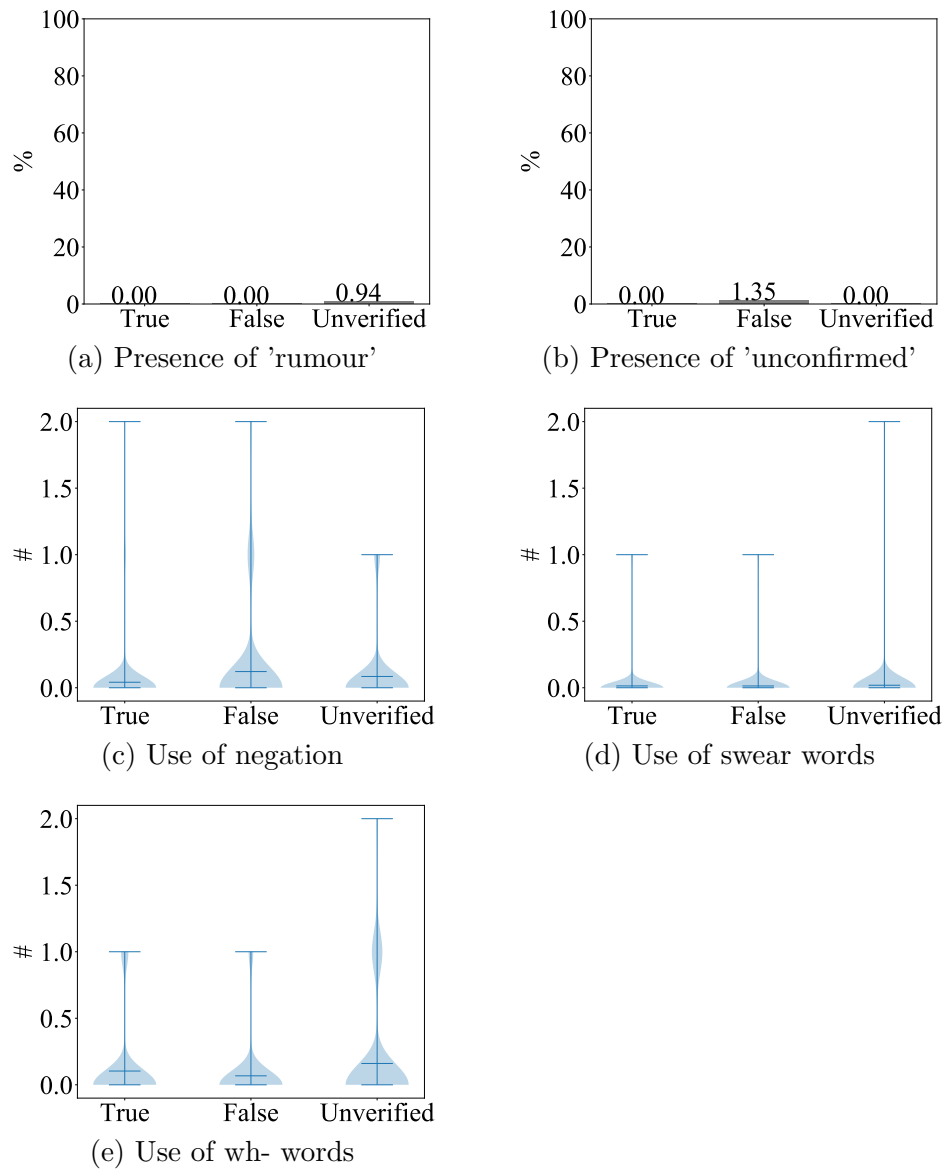 100
80
60
40
20
0
%
0.00 0.00 0.94
True False Unverified
(a) Presence of 'rumour'
100
80
60
40
20
0
%
0.00 1.35 0.00
True False Unverified
(b) Presence of 'unconfirmed'
2.0
1.5
1.0
0.5
0.0
#
True False Unverified
(c) Use of negation
2.0
1.5
1.0
0.5
0.0
#
True False Unverified
(d) Use of swear words
2.0
1.5
1.0
0.5
0.0
#
True False Unverified
(e) Use of wh- words